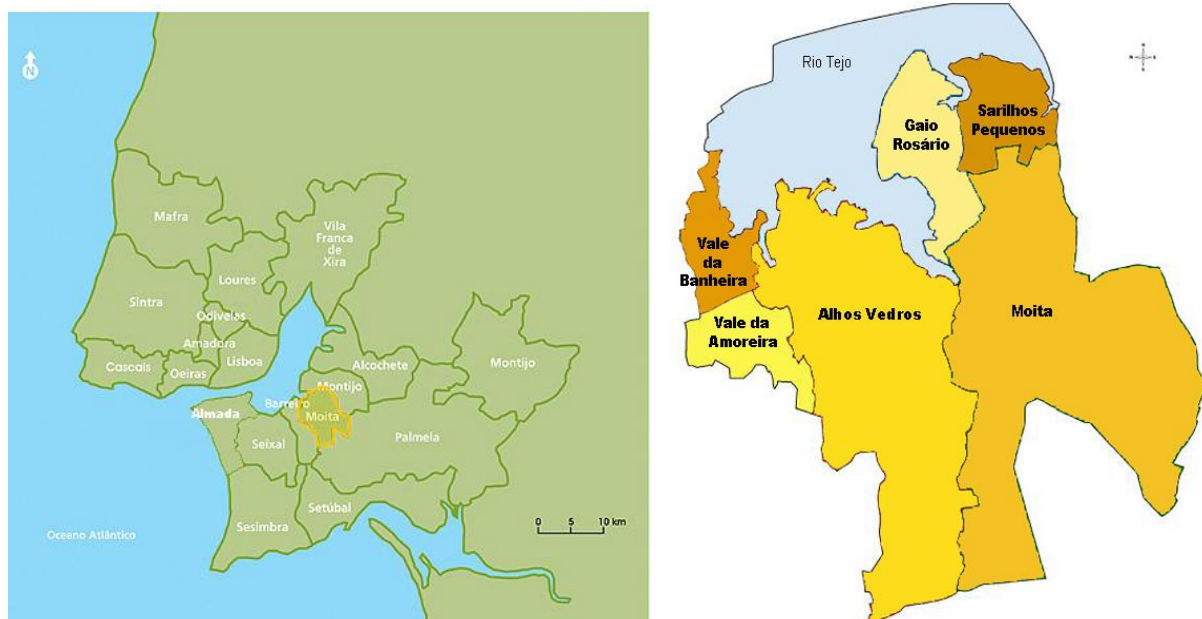 N
Mafra
Vila
Franca
de
Xira
Loures
Sintra
Odivelas
Amadora
Lisboa
Cascais
Oeiras
Alcochete
Montijo
Montijo
Barreiro
Moita
Almada
Seixal
Palmela
Setúbal
Sesimbra
0 5 10 km
Oceano Atlântico
Rio Tejo
Sarilhos
Pequenos
Gaio
Rosário
Vale
da
Banheira
Vale da
Amoreira
Alhos Vedros
Moita